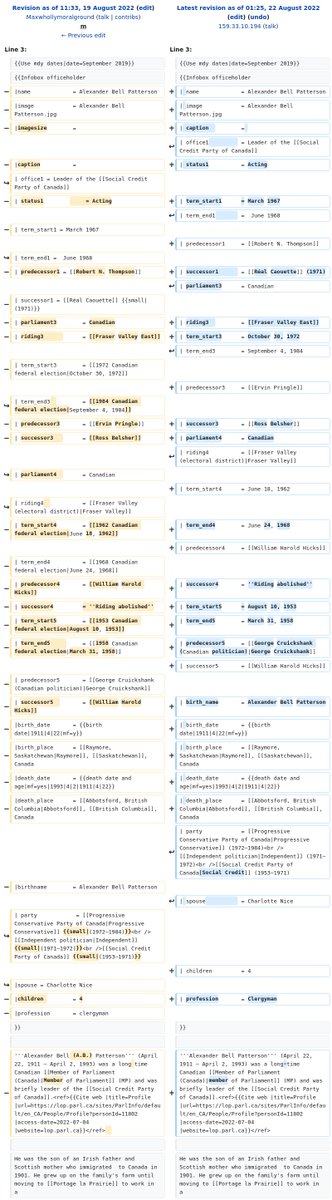 Revision as of 11:33, 19 August 2022 (edit)
Maxwhollymoralground (talk | contribs)
m
← Previous edit
Line 3:
{{Use mdy dates|date=September 2019}}
{{Infobox officeholder
|name = Alexander Bell Patterson
|image = Alexander Bell
Patterson.jpg
|imagesize =
|caption =
| office1 = Leader of the [[Social Credit
Party of Canada]]
| status1 = Acting
| term_start1 = March 1967
| term_end1 = June 1968
| predecessor1 = [[Robert N. Thompson]]
| successor1 = [[Réal Caouette]] {{small|
(1971)}}
| parliament3 = Canadian
| riding3 = [[Fraser Valley East]]
| term_start3 = [[1972 Canadian
federal election|October 30, 1972]]
| term_end3 = [[1984 Canadian
federal election|September 4, 1984]]
| predecessor3 = [[Ervin Pringle]]
| successor3 = [[Ross Belsher]]
| parliament4 = Canadian
| riding4 = [[Fraser Valley
(electoral district)|Fraser Valley]]
| term_start4 = [[1962 Canadian
federal election|June 18, 1962]]
| term_end4 = [[1968 Canadian
federal election|June 24, 1968]]
| predecessor4 = [[William Harold
Hicks]]
| successor4 = ''Riding abolished''
| term_start5 = [[1953 Canadian
federal election|August 10, 1953]]
| term_end5 = [[1958 Canadian
federal election|March 31, 1958]]
| predecessor5 = [[George Cruickshank
(Canadian politician)|George Cruickshank]]
| successor5 = [[William Harold
Hicks]]
|birth_date = {{birth
date|1911|4|22|mf=y}}
|birth_place = [[Raymore,
Saskatchewan|Raymore, [[Saskatchewan]],
Canada
|death_date = {{death date and
age|mf=yes|1993|4|2|1911|4|22}}
|death_place = [[Abbotsford, British
Columbia|Abbotsford]], [[British Columbia]],
Canada
|birthname = Alexander Bell Patterson
| party = [[Progressive
Conservative Party of Canada|Progressive
Conservative]] {{small|(1972–1984)}}<br />
[[Independent politician|Independent]]
{{small|(1971–1972)}}<br />[[Social Credit
Party of Canada]] {{small|(1953–1971)}}
|spouse = Charlotte Nice
|children = 4
|profession = clergyman
}}
'''Alexander Bell (A.B.) Patterson''' (April
22, 1911 – April 2, 1993) was a long time
Canadian [[Member of Parliament
(Canada)|Member of Parliament]] (MP) and was
briefly leader of the [[Social Credit Party
of Canada]].<ref>{{Cite web |title=Profile
|url=https://lop.parl.ca/sites/ParlInfo/defau
lt/en_CA/People/Profile?personId=11802
|access-date=2022-07-04
|website=lop.parl.ca}}</ref>
He was the son of an Irish father and
Scottish mother who immigrated to Canada in
1901. He grew up on the family's farm until
moving to [[Portage la Prairie]] to work in
a
Latest revision as of 01:25, 22 August 2022
(edit) (undo)
159.33.10.194 (talk)
Line 3:
{{Use mdy dates|date=September 2019}}
{{Infobox officeholder
| name = Alexander Bell Patterson
| image = Alexander Bell
Patterson.jpg
| caption =
| office1 = Leader of the [[Social
Credit Party of Canada]]
| status1 = Acting
| term_start1 = March 1967
| term_end1 = June 1968
| predecessor1 = [[Robert N. Thompson]]
| successor1 = [[Réal Caouette]] (1971)
| parliament3 = Canadian
| riding3 = [[Fraser Valley East]]
| term_start3 = October 30, 1972
| term_end3 = September 4, 1984
| predecessor3 = [[Ervin Pringle]]
| successor3 = [[Ross Belsher]]
| parliament4 = Canadian
| riding4 = [[Fraser Valley
(electoral district)|Fraser Valley]]
| term_start4 = June 18, 1962
| term_end4 = June 24, 1968
| predecessor4 = [[William Harold Hicks]]
| successor4 = ''Riding abolished''
| term_start5 = August 10, 1953
| term_end5 = March 31, 1958
| predecessor5 = [[George Cruickshank
(Canadian politician)|George Cruickshank]]
| successor5 = [[William Harold Hicks]]
| birth_name = Alexander Bell Patterson
| birth_date = {{birth
date|1911|4|22|mf=y}}
| birth_place = [[Raymore,
Saskatchewan|Raymore, [[Saskatchewan]],
Canada
| death_date = {{death date and
age|mf=yes|1993|4|2|1911|4|22}}
| death_place = [[Abbotsford, British
Columbia|Abbotsford]], [[British Columbia]],
Canada
| party = [[Progressive
Conservative Party of Canada|Progressive
Conservative]] (1972–1984)<br />
[[Independent politician|Independent]] (1971–
1972)<br />[[Social Credit Party of
Canada|Social Credit]] (1953–1971)
| spouse = Charlotte Nice
| children = 4
| profession = Clergyman
}}
'''Alexander Bell Patterson''' (April 22,
1911 – April 2, 1993) was a long-time
Canadian [[Member of Parliament
(Canada)|member of Parliament]] (MP) and was
briefly leader of the [[Social Credit Party
of Canada]].<ref>{{Cite web |title=Profile
|url=https://lop.parl.ca/sites/ParlInfo/defau
lt/en_CA/People/Profile?personId=11802
|access-date=2022-07-04
|website=lop.parl.ca}}</ref>
He was the son of an Irish father and
Scottish mother who immigrated to Canada in
1901. He grew up on the family's farm until
moving to [[Portage la Prairie]] to work in
a